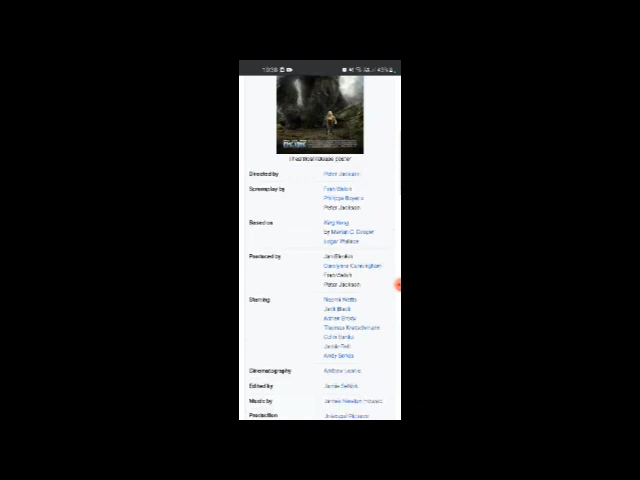 Theatrical release poster
Directed by Peter Jackson
Screenplay by Fran Walsh
Philippa Boyens
Peter Jackson
Based on King Kong
by Merian C. Cooper
Edgar Wallace
Produced by Jan Blenkin
Carolynne Cunningham
Fran Walsh
Peter Jackson
Starring Naomi Watts
Jack Black
Adrien Brody
Thomas Kretschmann
Colin Hanks
Jamie Bell
Andy Serkis
Cinematography Andrew Lesnie
Edited by Jamie Selkirk
Music by James Newton Howard
Production Universal Pictures